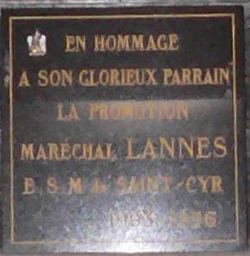 EN HOMMAGE
A SON GLORIEUX PARRAIN
LA PROMOTION
MARÉCHAL LANNES
E.S.M. de SAINT-CYR